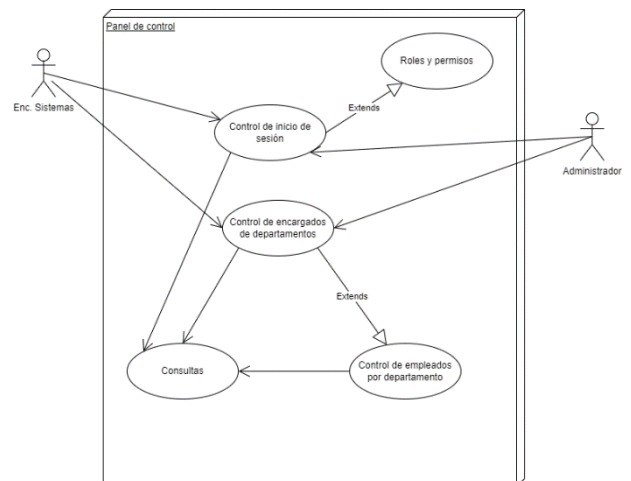 Panel de control
Roles y permisos
Enc. Sistemas
Extends
Control de inicio de
sesión
Administrador
Control de encargados
de departamentos
Extends
Consultas
Control de empleados
por departamento